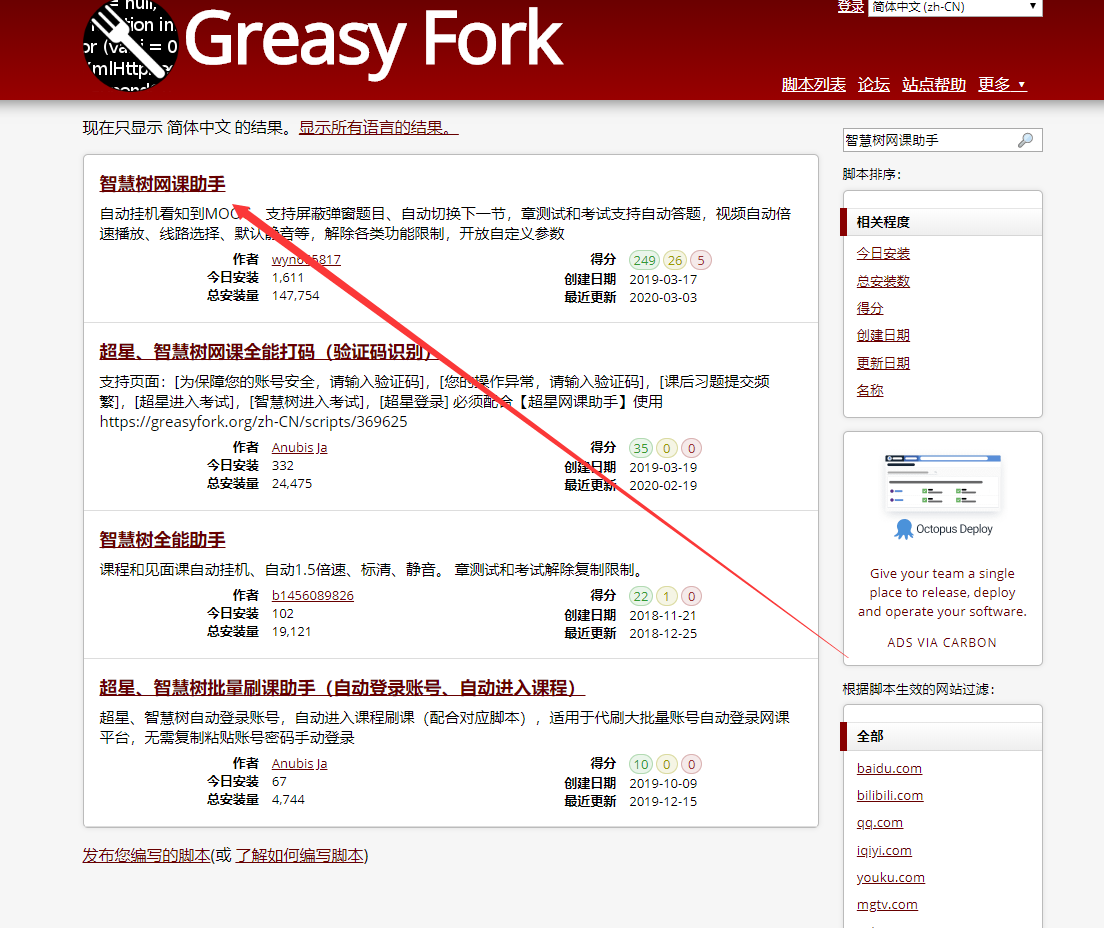 = null,
tion in
or (va i = 0
XmlHttp
Greasy Fork
登录 简体中文 (zh-CN)
脚本列表 论坛 站点帮助 更多
现在只显示 简体中文 的结果。显示所有语言的结果。
智慧树网课助手
自动挂机看知到MOOC，支持屏蔽弹窗题目、自动切换下一节，章测试和考试支持自动答题，视频自动倍
速播放、线路选择、默认静音等，解除各类功能限制，开放自定义参数
作者 得分 249 26 5
今日安装 1,611 创建日期 2019-03-17
总安装量 147,754 最近更新 2020-03-03
超星、智慧树网课全能打码（验证码识别）
支持页面：[为保障您的账号安全，请输入验证码]，[您的操作异常，请输入验证码]，[课后习题提交频
繁]，[超星进入考试]，[智慧树进入考试]，[超星登录] 必须配合【超星网课助手】使用
https://greasyfork.org/zh-CN/scripts/369625
作者 Anubis Ja 得分 35 0 0
今日安装 332 创建日期 2019-03-19
总安装量 24,475 最近更新 2020-02-19
智慧树全能助手
课程和见面课自动挂机、自动1.5倍速、标清、静音。 章测试和考试解除复制限制。
作者 b1456089826 得分 22 1 0
今日安装 102 创建日期 2018-11-21
总安装量 19,121 最近更新 2018-12-25
超星、智慧树批量刷课助手（自动登录账号、自动进入课程）
超星、智慧树自动登录账号，自动进入课程刷课（配合对应脚本），适用于代刷大批量账号自动登录网课
平台，无需复制粘贴账号密码手动登录
作者 Anubis Ja 得分 10 0 0
今日安装 67 创建日期 2019-10-09
总安装量 4,744 最近更新 2019-12-15
发布您编写的脚本(或 了解如何编写脚本)
智慧树网课助手
脚本排序：
相关程度
今日安装
总安装数
得分
创建日期
更新日期
名称
Octopus Deploy
Give your team a single
place to release, deploy
and operate your software.
ADS VIA CARBON
根据脚本生效的网站过滤：
全部
baidu.com
bilibili.com
qq.com
iqiyi.com
youku.com
mgtv.com